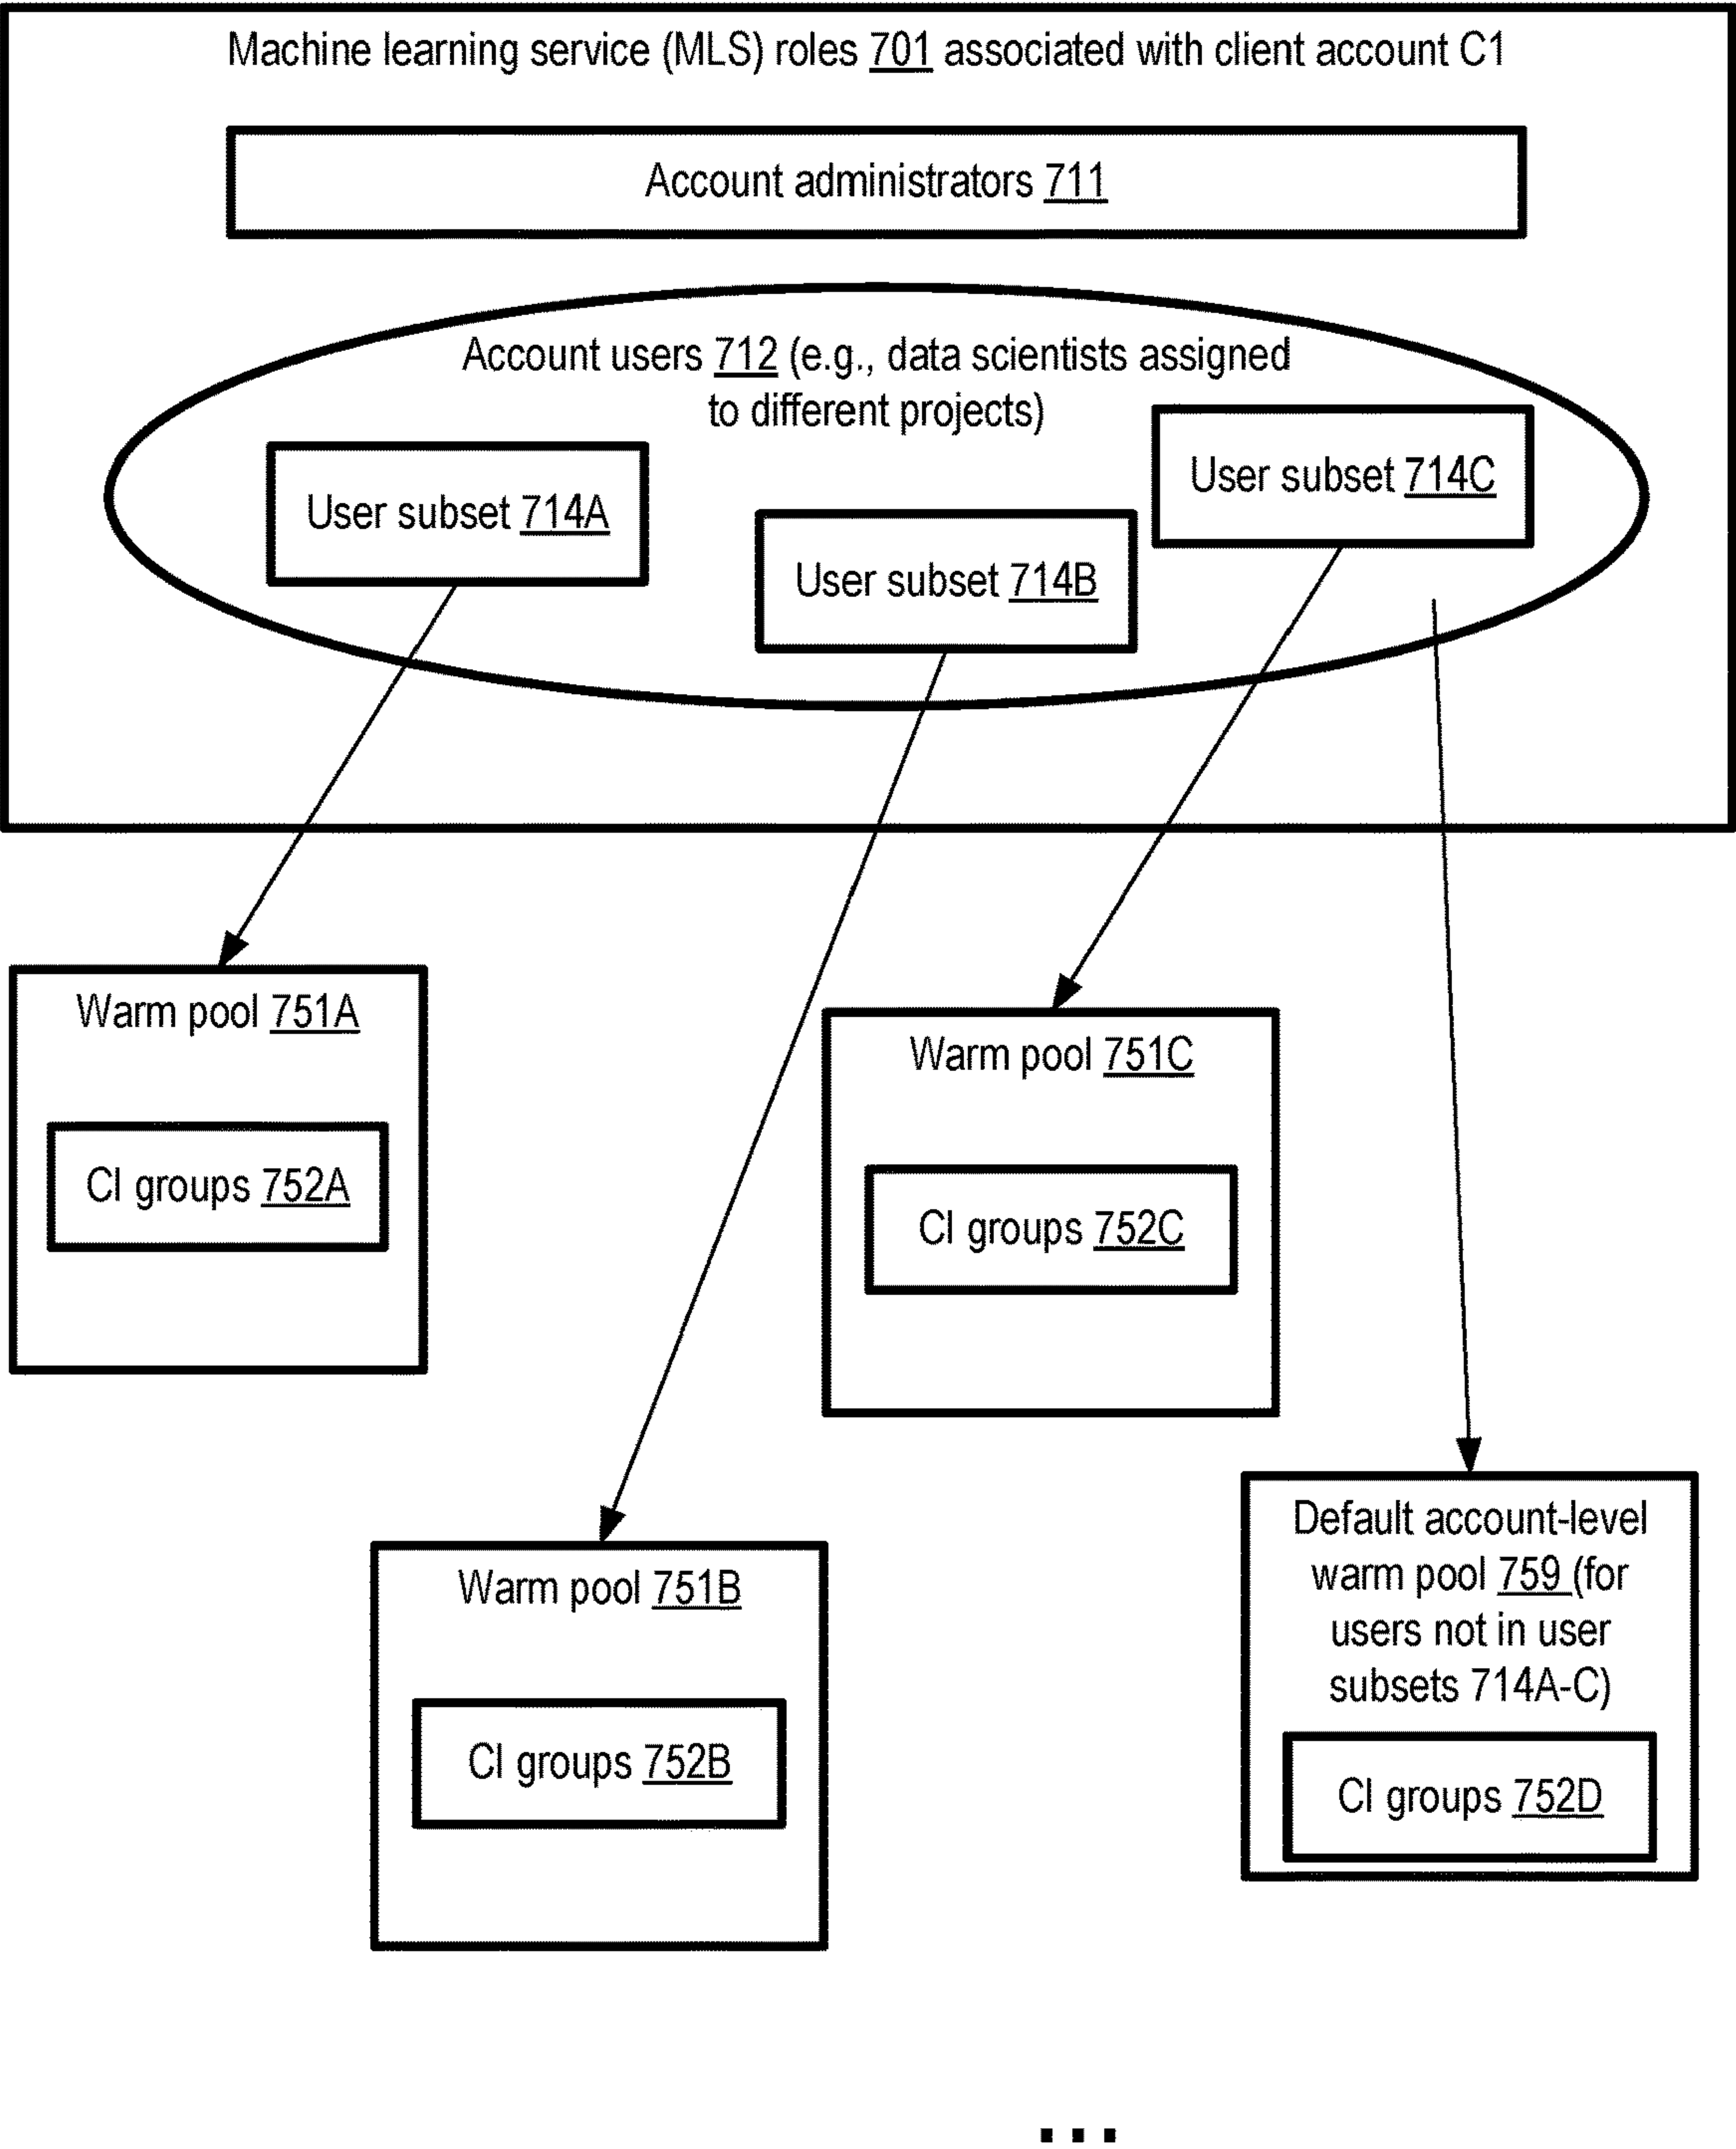 Machine learning service (MLS) roles 701 associated with client account C1
Account administrators 711
Account users 712 (e.g., data scientists assigned
to different projects)
User subset 714A
User subset 714B
User subset 714C
Warm pool 751A
CI groups 752A
Warm pool 751C
CI groups 752C
Warm pool 751B
CI groups 752B
Default account-level
warm pool 759 (for
users not in user
subsets 714A-C)
CI groups 752D
...